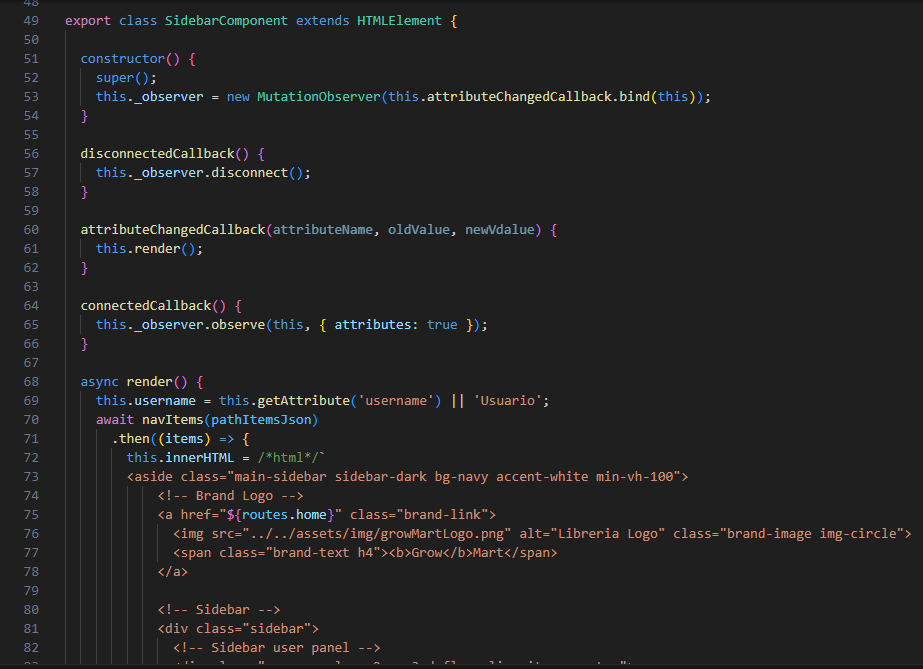 48
49 export class SidebarComponent extends HTMLElement {
50
51 constructor() {
52 super();
53 this._observer = new MutationObserver(this.attributeChangedCallback.bind(this));
54 }
55
56 disconnectedCallback() {
57 this._observer.disconnect();
58 }
59
60 attributeChangedCallback(attributeName, oldValue, newVdalue) {
61 this.render();
62 }
63
64 connectedCallback() {
65 this._observer.observe(this, { attributes: true });
66 }
67
68 async render() {
69 this.username = this.getAttribute('username') || 'Usuario';
70 await navItems(pathItemsJson)
71 .then((items) => {
72 this.innerHTML = /*html*/`
73 <aside class="main-sidebar sidebar-dark bg-navy accent-white min-vh-100">
74 <!-- Brand Logo -->
75 <a href="${routes.home}" class="brand-link">
76 <img src="../../assets/img/growMartLogo.png" alt="Libreria Logo" class="brand-image img-circle">
77 <span class="brand-text h4"><b>Grow</b>Mart</span>
78 </a>
79
80 <!-- Sidebar -->
81 <div class="sidebar">
82 <!-- Sidebar user panel -->